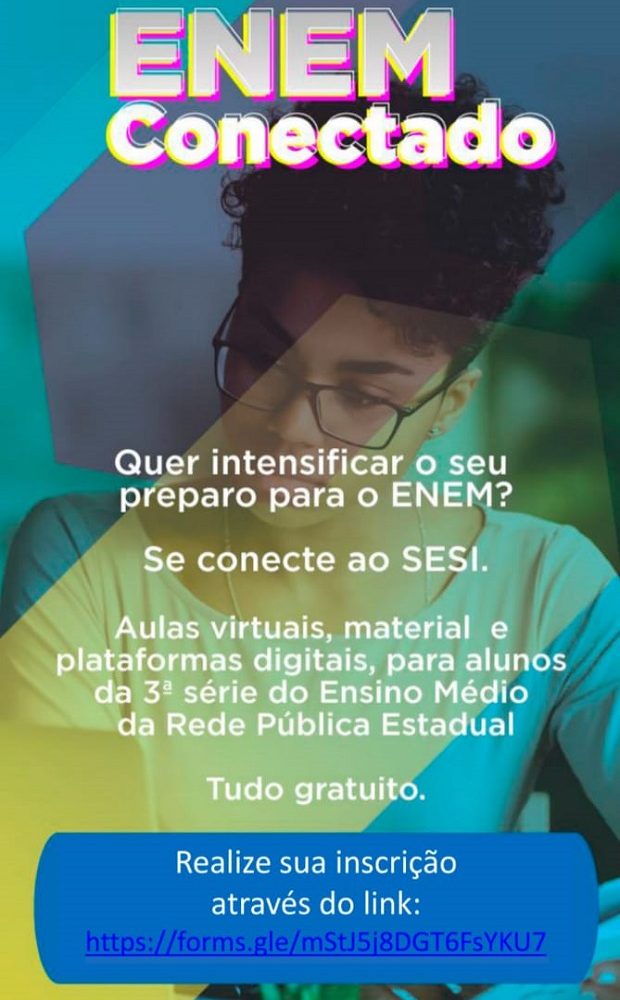 ENEM
Conectado
Quer intensificar o seu
preparo para o ENEM?
Se conecte ao SESI.
Aulas virtuais, material e
plataformas digitais, para alunos
da 3ª série do Ensino Médio
da Rede Pública Estadual
Tudo gratuito.
Realize sua inscrição
através do link:
https://forms.gle/mStJ5j8DGT6FsYKU7